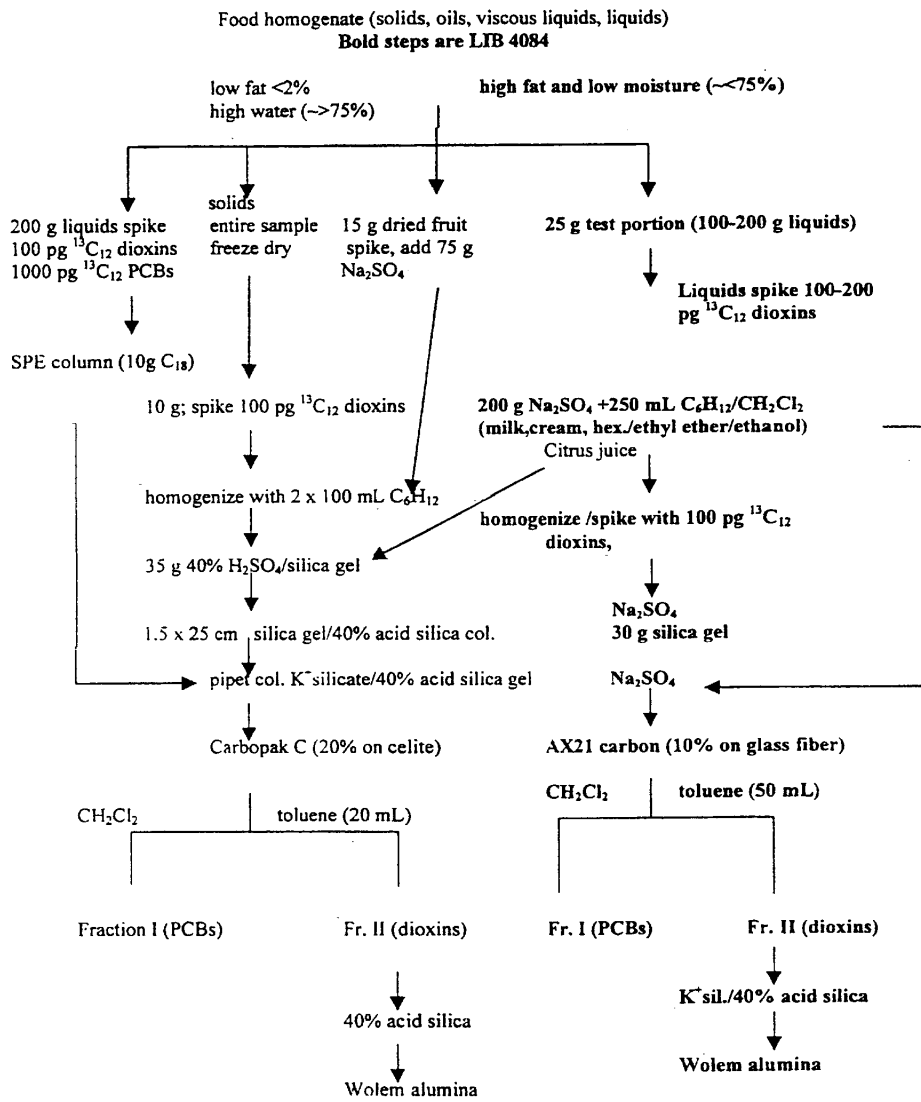 Food homogenate (solids, oils, viscous liquids, liquids)
Bold steps are LIB 4084
low fat <2%
high water (~>75%)
high fat and low moisture (~<75%)
200 g liquids spike
100 pg ¹³C₁₂ dioxins
1000 pg ¹³C₁₂ PCBs
solids
entire sample
freeze dry
15 g dried fruit
spike, add 75 g
Na₂SO₄
25 g test portion (100-200 g liquids)
Liquids spike 100-200
pg ¹³C₁₂ dioxins
SPE column (10g C₁₈)
10 g; spike 100 pg ¹³C₁₂ dioxins
200 g Na₂SO₄ +250 mL C₆H₁₂/CH₂Cl₂
(milk,cream, hex./ethyl ether/ethanol)
Citrus juice
homogenize with 2 x 100 mL C₆H₁₂
homogenize /spike with 100 pg ¹³C₁₂
dioxins,
35 g 40% H₂SO₄/silica gel
Na₂SO₄
30 g silica gel
1.5 x 25 cm silica gel/40% acid silica col.
pipet col. K⁺silicate/40% acid silica gel
Na₂SO₄
Carbopak C (20% on celite)
AX21 carbon (10% on glass fiber)
CH₂Cl₂
toluene (20 mL)
CH₂Cl₂
toluene (50 mL)
Fraction I (PCBs)
Fr. II (dioxins)
Fr. I (PCBs)
Fr. II (dioxins)
40% acid silica
K⁺sil./40% acid silica
Wolem alumina
Wolem alumina